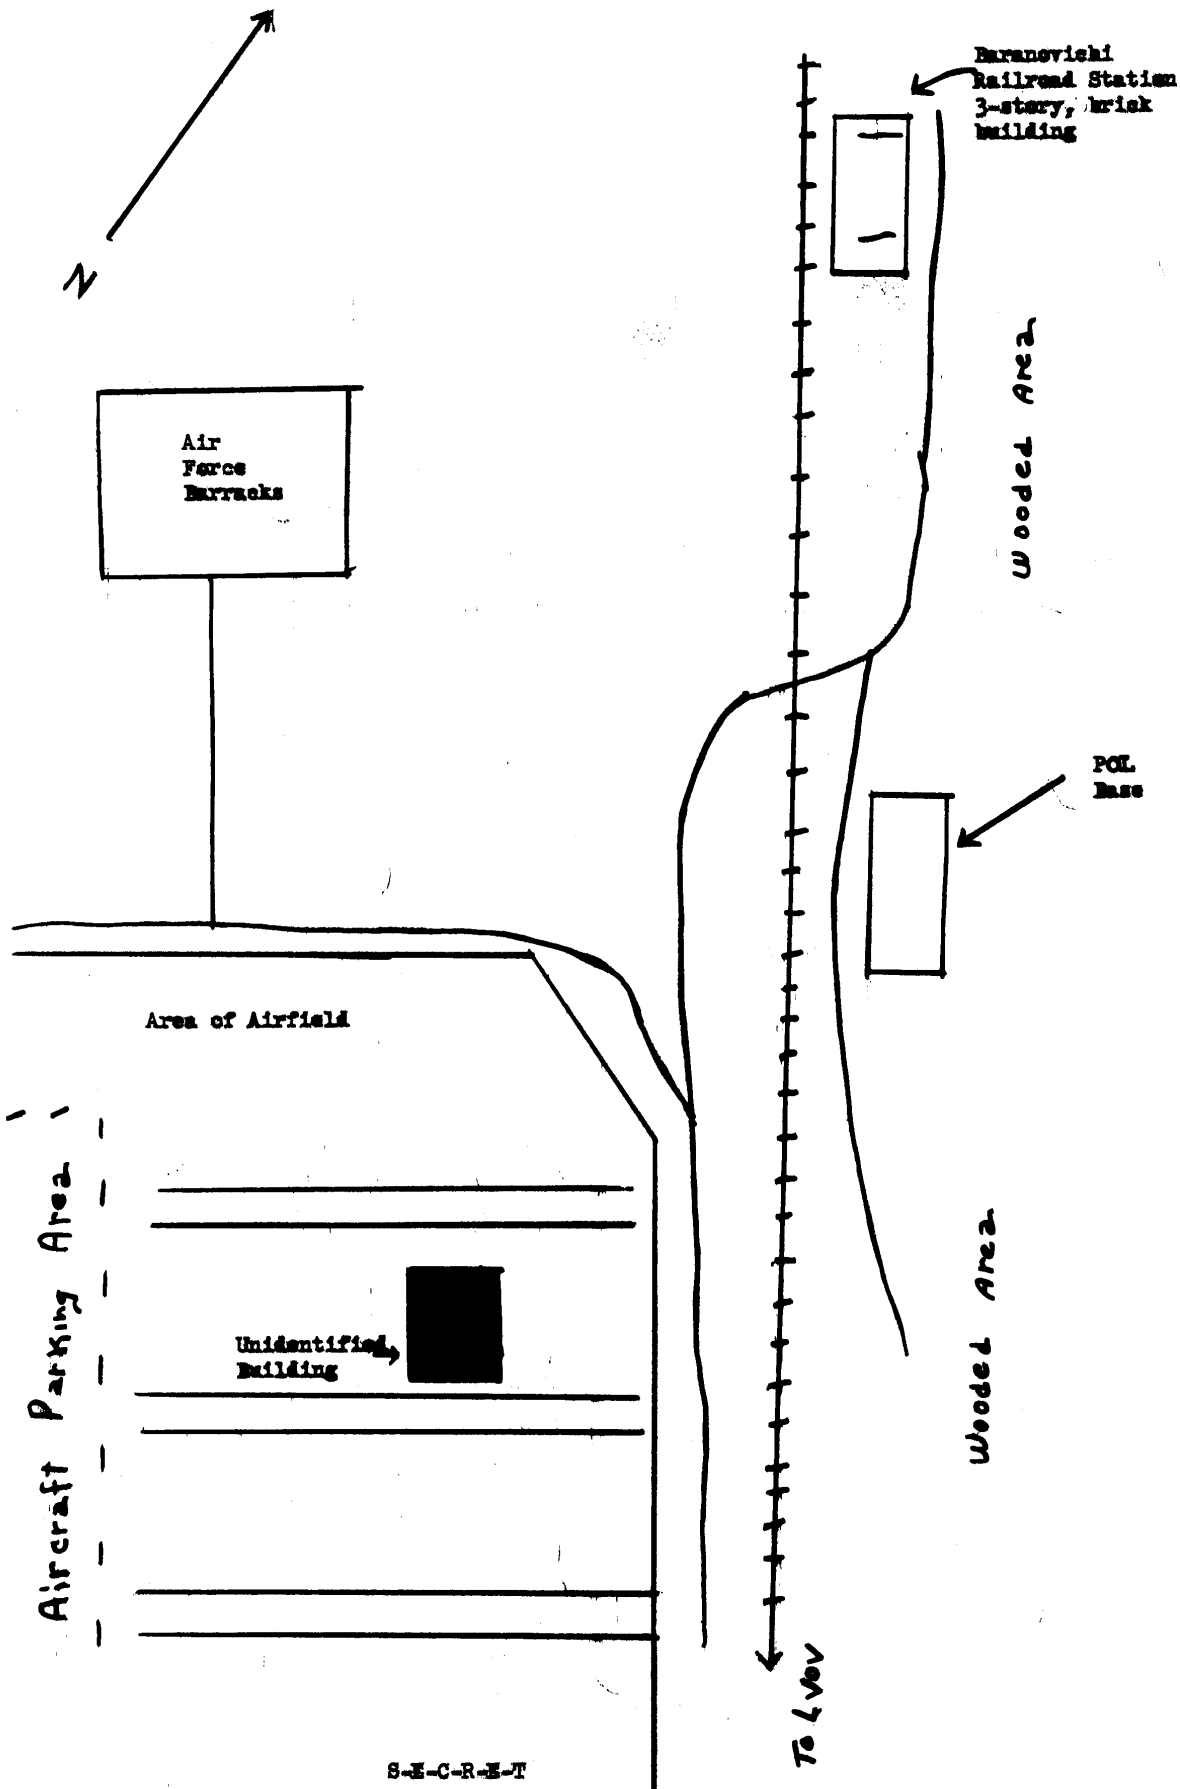 Baranovichi
Railroad Station
3-story, brick
building
N
Wooded Area
Air
Force
Barracks
POL
Base
Area of Airfield
Aircraft Parking Area
Wooded Area
Unidentified
Building
To Lvov
S-E-C-R-E-T